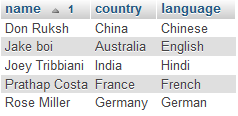 name 1 country language
Don Ruksh China Chinese
Jake boi Australia English
Joey Tribbiani India Hindi
Prathap Costa France French
Rose Miller Germany German